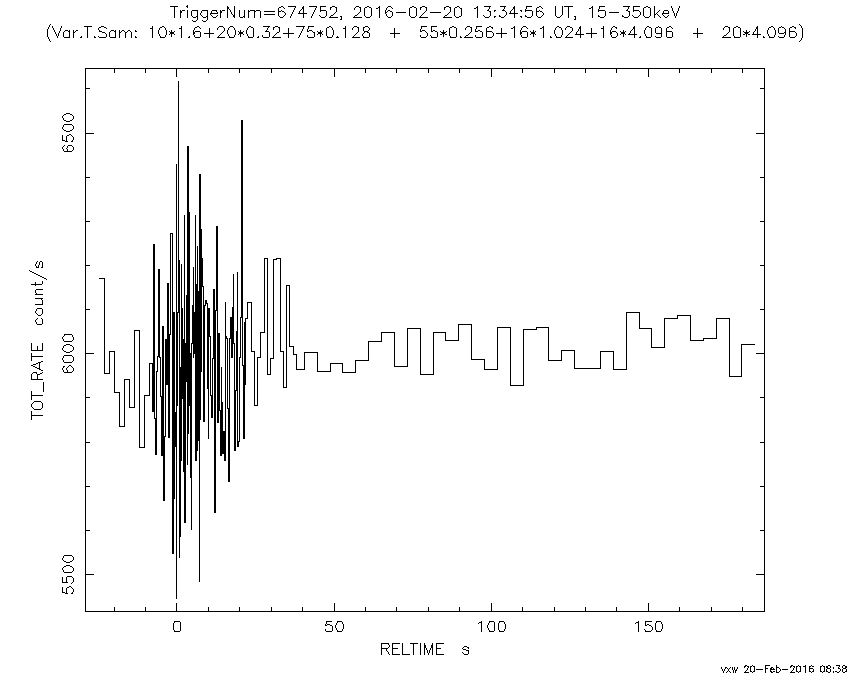 TriggerNum=674752, 2016-02-20 13:34:56 UT, 15-350keV
(Var.T.Sam: 10*1.6+20*0.32+75*0.128 + 55*0.256+16*1.024+16*4.096 + 20*4.096)
TOT_RATE count/s
6500
6000
5500
0 50 100 150
RELTIME s
vxw 20-Feb-2016 08:38